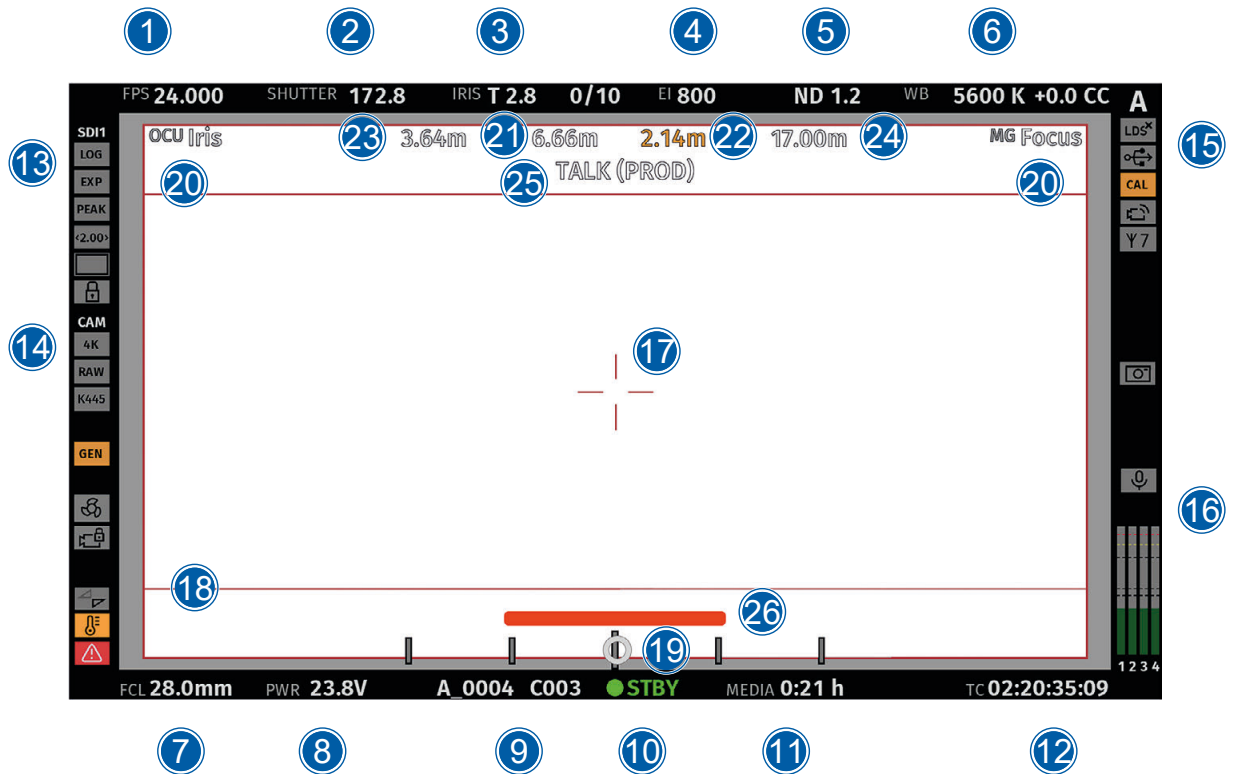 1 2 3 4 5 6
FPS 24.000 SHUTTER 172.8 IRIS T 2.8 0/10 EI 800 ND 1.2 WB 5600 K +0.0 CC A
SDI1 OCU Iris 23 3.64m 21 6.66m 2.14m 22 17.00m 24 MG Focus LDSX
13 LOG 15
EXP 20 25 TALK (PROD) 20 CAL
PEAK
‹2.00› Ψ 7
CAM
14 4K 17
RAW
K445
GEN
16
18
26
19
1 2 3 4
FCL 28.0mm PWR 23.8V A_0004 C003 STBY MEDIA 0:21 h TC 02:20:35:09
7 8 9 10 11 12